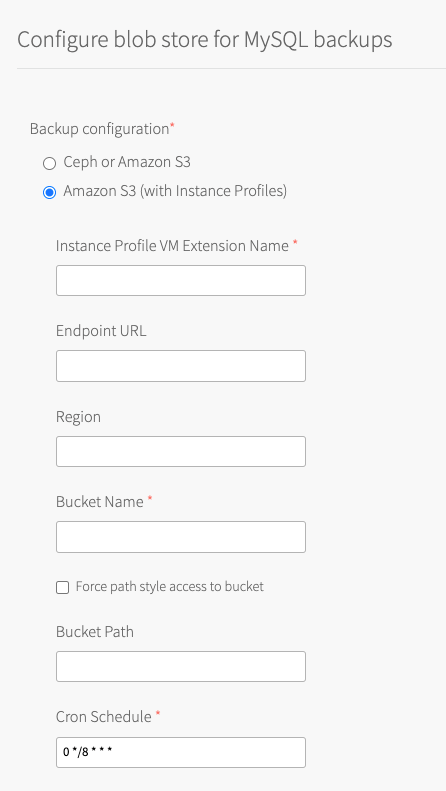 Configure blob store for MySQL backups
Backup configuration*
Ceph or Amazon S3
Amazon S3 (with Instance Profiles)
Instance Profile VM Extension Name *
Endpoint URL
Region
Bucket Name *
Force path style access to bucket
Bucket Path
Cron Schedule *
0 */8 * * *